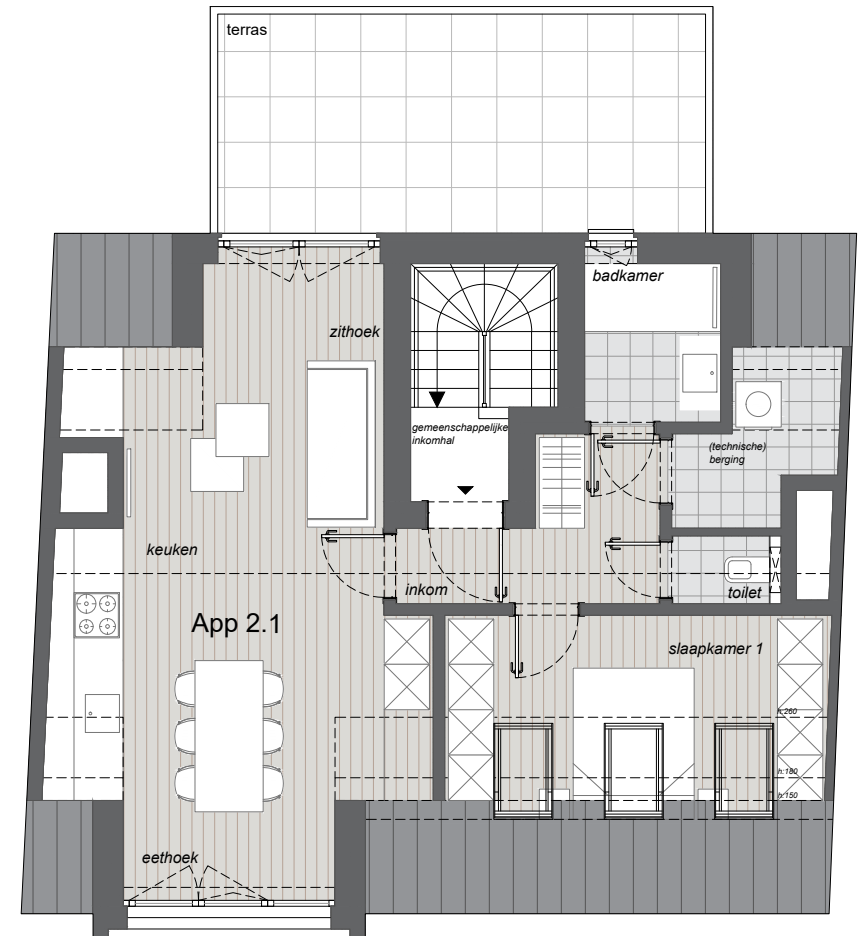 terras
badkamer
zithoek
gemeenschappelijke
inkomhal
(technische)
berging
keuken
inkom
toilet
App 2.1
slaapkamer 1
h:260
h:180
h:150
eethoek